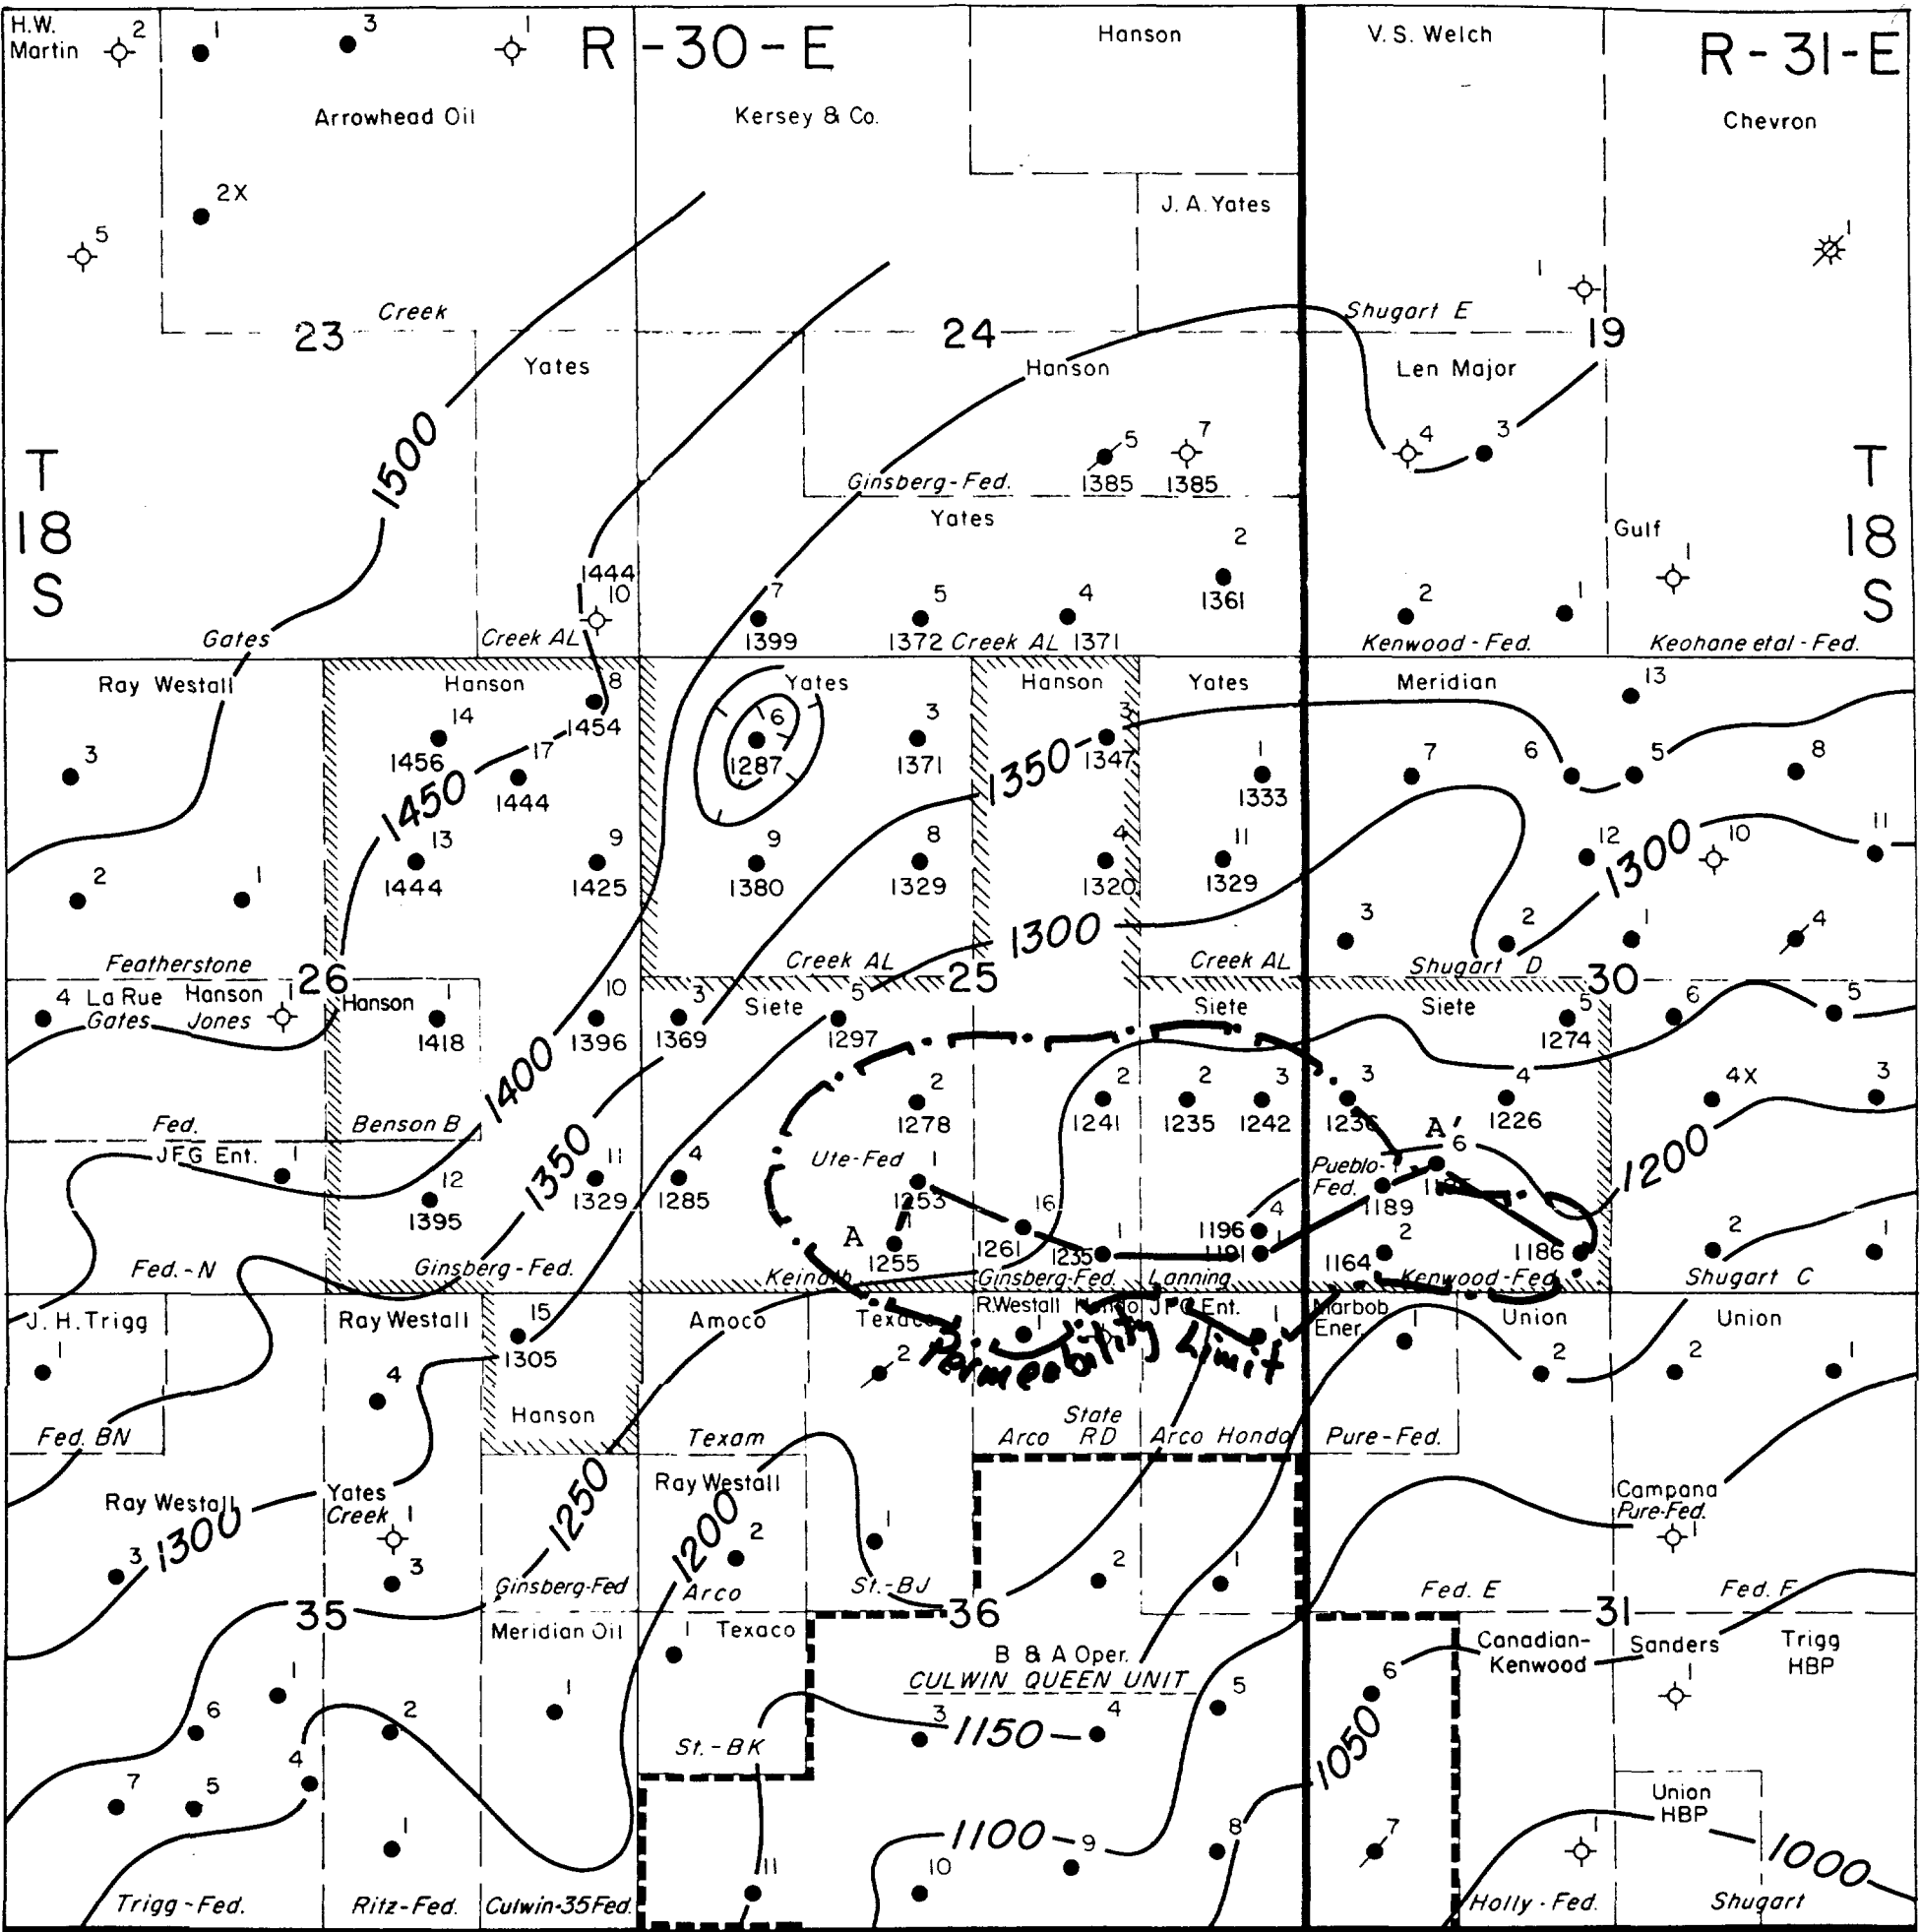 H.W. Martin 2 1 3 1 R-30-E Hanson V.S. Welch R-31-E
Arrowhead Oil Kersey & Co. Chevron
2X J.A. Yates
5 1 1
Creek Shugart E
23 24 19
Yates Hanson Len Major
1500
T 5 7 4 3 T
Ginsberg-Fed. 1385 1385
18 Yates Gulf 18
S 2 1 S
1444 1361
10 7 5 4 2 1
Gates Creek AL 1399 1372 Creek AL 1371 Kenwood-Fed. Keohane etal-Fed.
Ray Westall Hanson Yates Hanson Yates Meridian 13
8 1454
14 17 6 3 3 1 7 6 5 8
3 1456 1287 1371 1350 1347 1333
1450 1444
13 9 9 8 4 11 12 1300 10 11
1444 1425 1380 1329 1320 1329
2 1 1300 3 2 1 4
Featherstone Creek AL Creek AL Shugart D
26 25 30
4 La Rue Hanson 1 Hanson 1 10 3 Siete 5 Siete Siete 5 6 5
Gates Jones 1418 1396 1369 1297 1274
1400 2 2 2 3 3 4 4X 3
1278 1241 1235 1242 1236 1226
Fed. Benson B A' 1200
JFG Ent. 1 1350 Ute-Fed 1 Pueblo-Fed. 6
12 11 4 1253 1189
1395 1329 1285 16 4
A 1 1261 1 1196 2 2 1
1255 1235 1191 1164 1186
Fed.-N Ginsberg-Fed. Keinath Ginsberg-Fed. Lanning Kenwood-Fed. Shugart C
J.H. Trigg Ray Westall 15 Amoco Texaco R.Westall Hondo JFG Ent. Marbob Ener. Union Union
1 1305 1 1 1
4 2 Permeability Limit 2 2 1
Hanson State
Fed. BN Texam Arco RD Arco Hondo Pure-Fed.
Ray Westall Yates 1250 Ray Westall Campana
1300 Creek 1 1200 2 1 Pure-Fed. 1
3 3 2 1
Ginsberg-Fed Arco St.-BJ Fed. E Fed. F
35 36 31
Meridian Oil 1 Texaco B & A Oper. Canadian-Kenwood Sanders Trigg HBP
CULWIN QUEEN UNIT
1 1 6 1
6 2 3 1150 4 5
St.-BK 1050
4
7 5 Union HBP
1 1100 9 8 7 1 1000
11 10
Trigg-Fed. Ritz-Fed. Culwin-35Fed. Holly-Fed. Shugart